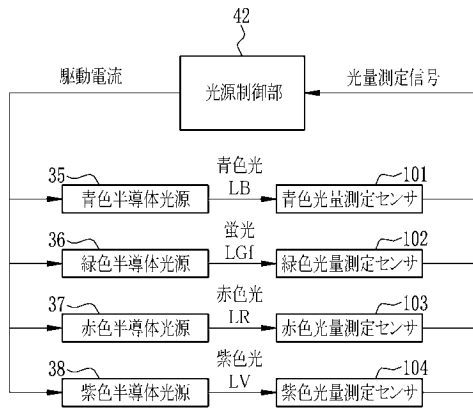 42
駆動電流
光源制御部
光量測定信号
35
青色半導体光源
青色光
LB
101
青色光量測定センサ
36
緑色半導体光源
蛍光
LGf
102
緑色光量測定センサ
37
赤色半導体光源
赤色光
LR
103
赤色光量測定センサ
38
紫色半導体光源
紫色光
LV
104
紫色光量測定センサ